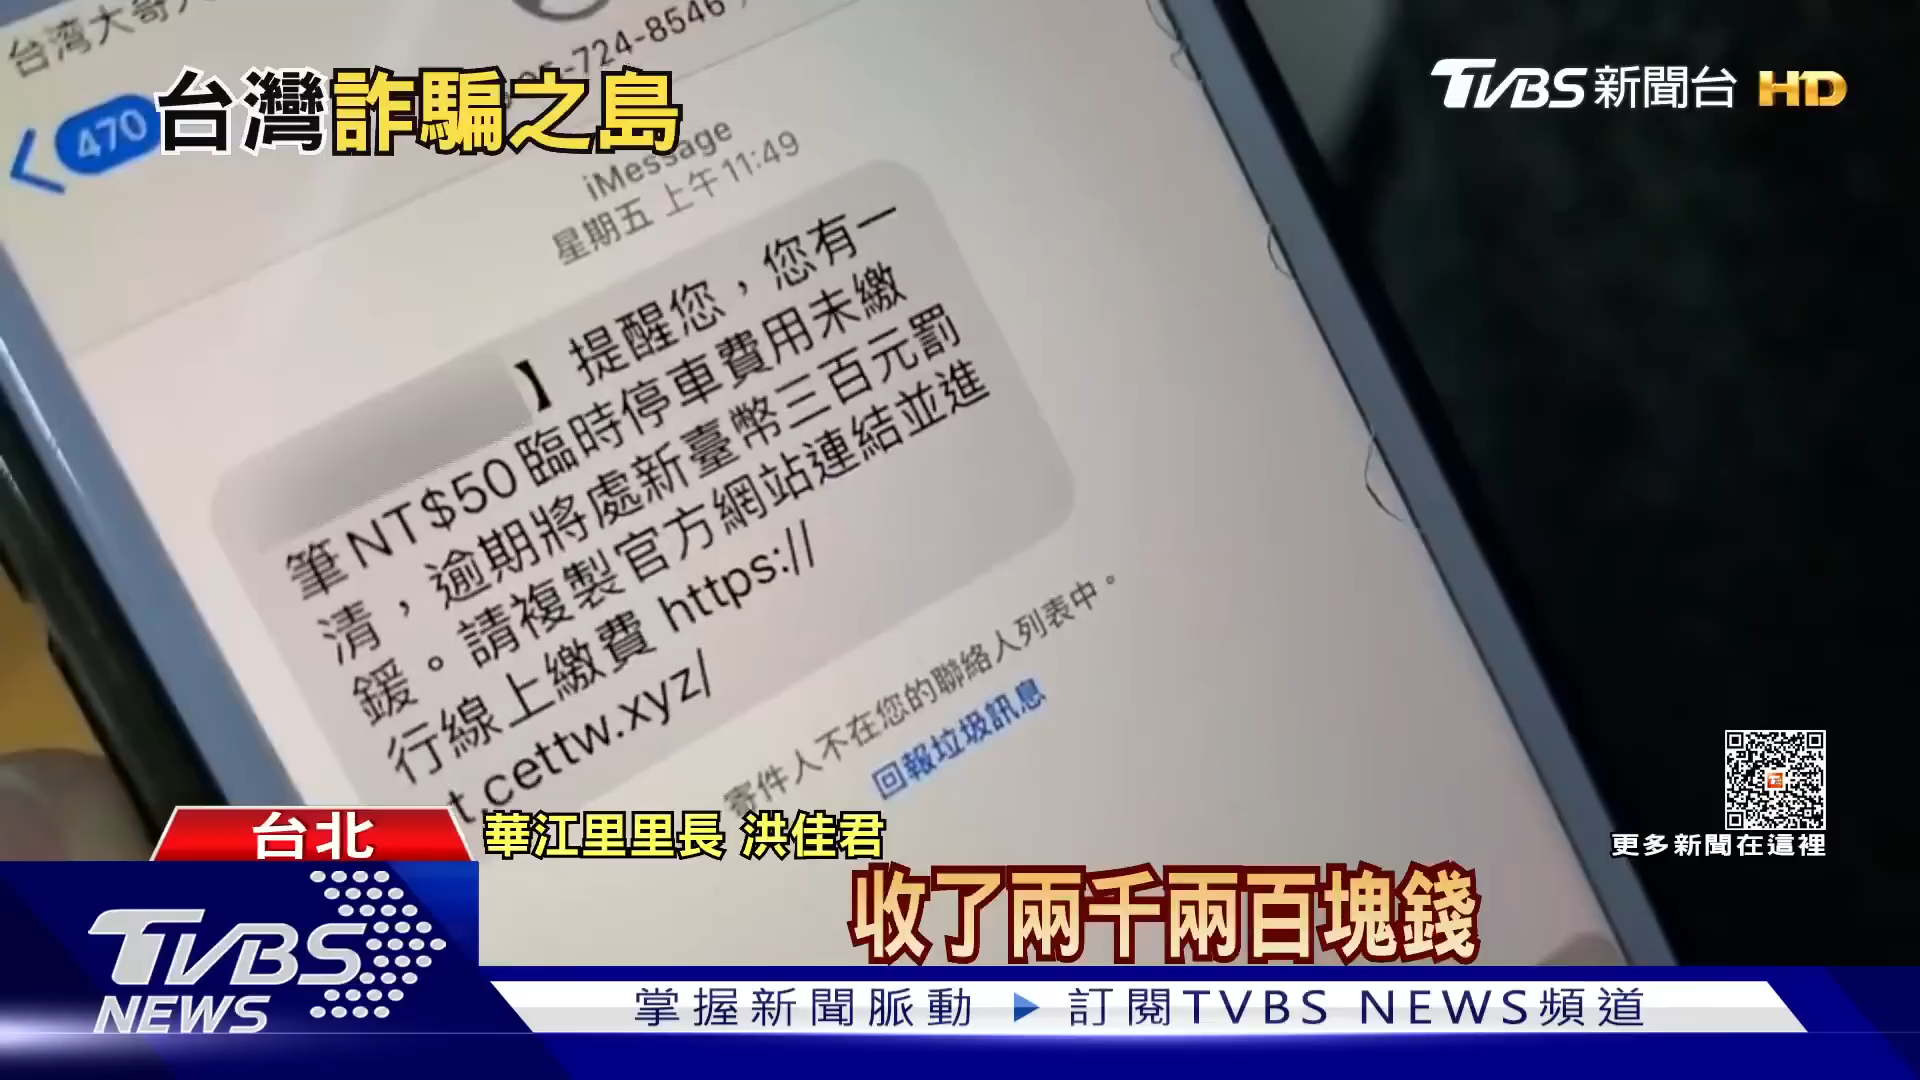 台湾大哥大
台灣詐騙之島
TVBS新聞台 HD
470
-724-8546
iMessage
星期五 上午11:49
】提醒您，您有一
筆NT$50臨時停車費用未繳
清，逾期將處新臺幣三百元罰
鍰。請複製官方網站連結並進
行線上繳費 https://
t.cettw.xyz/
寄件人不在您的聯絡人列表中。
回報垃圾訊息
更多新聞在這裡
台北
華江里里長 洪佳君
收了兩千兩百塊錢
TVBS
NEWS
掌握新聞脈動 ▶ 訂閱TVBS NEWS頻道